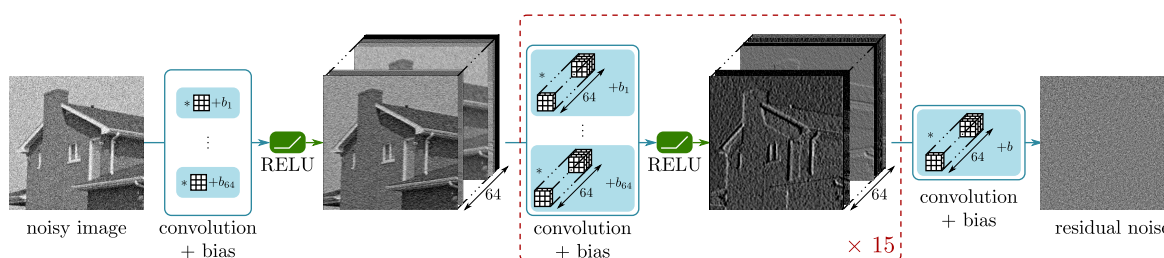 noisy image
* +b₁
⋮
* +b₆₄
convolution
+ bias
RELU
64
* 64 +b₁
⋮
* 64 +b₆₄
convolution
+ bias
RELU
64
× 15
* 64 +b
convolution
+ bias
residual noise